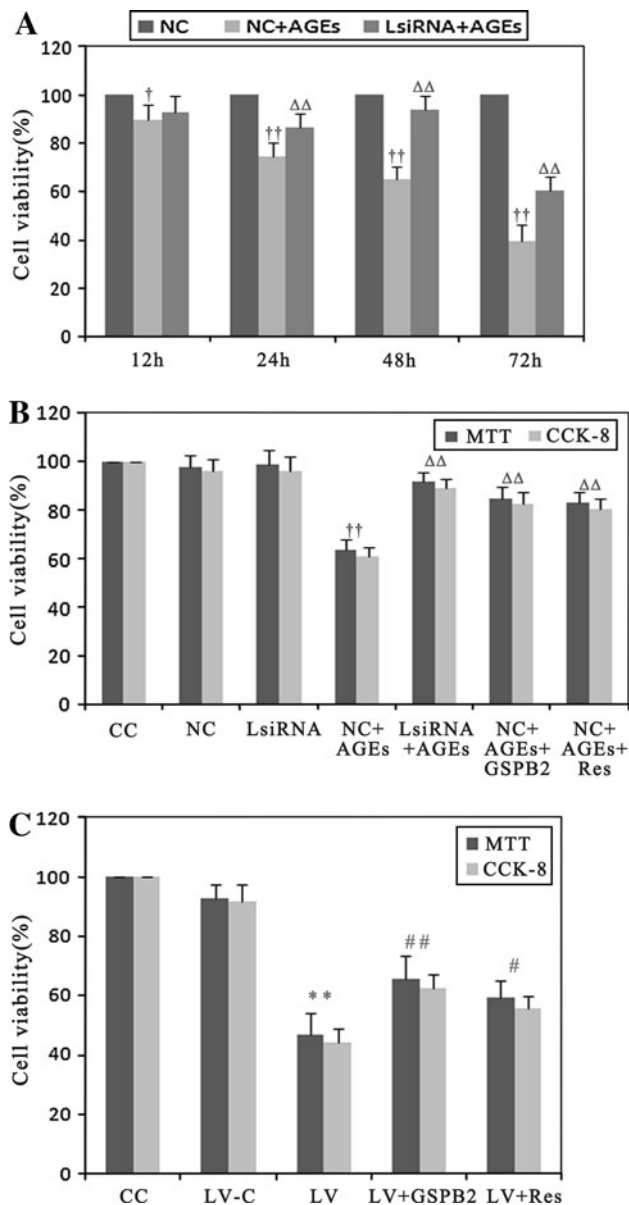 A
NC NC+AGEs LsiRNA+AGEs
Cell viability(%)
120
100
80
60
40
20
0
†
††
ΔΔ
††
ΔΔ
††
ΔΔ
12h 24h 48h 72h
B
MTT CCK-8
Cell viability(%)
120
100
80
60
40
20
0
††
ΔΔ
ΔΔ
ΔΔ
CC NC LsiRNA NC+ LsiRNA NC+ NC+
AGEs +AGEs AGEs+ AGEs+
GSPB2 Res
C
MTT
CCK-8
Cell viability(%)
120
100
80
60
40
20
0
**
##
#
CC LV-C LV LV+GSPB2 LV+Res